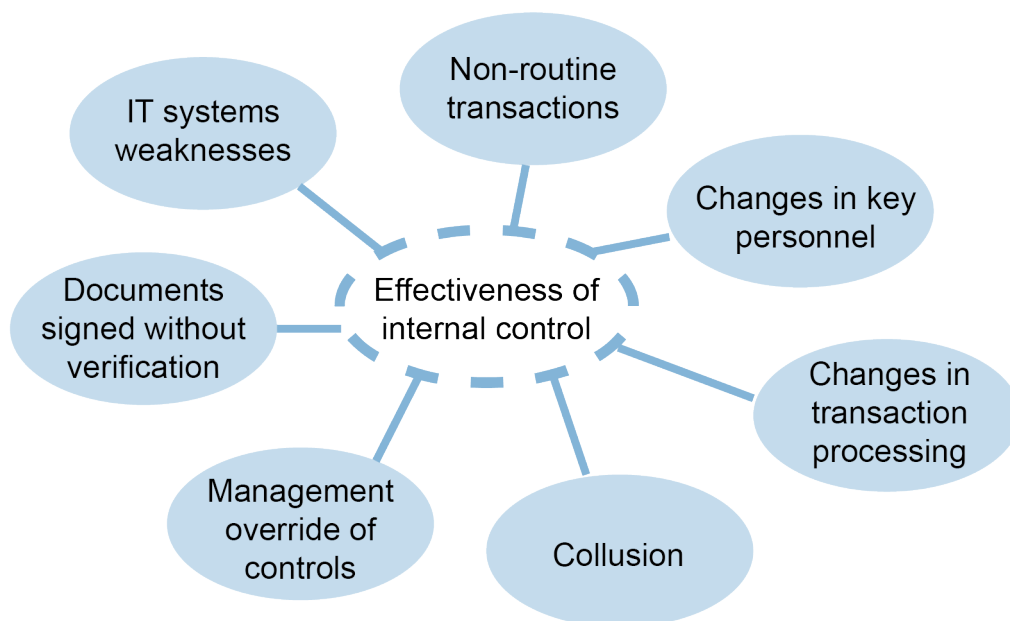 Non-routine
transactions
IT systems
weaknesses
Changes in key
personnel
Effectiveness of
internal control
Documents
signed without
verification
Changes in
transaction
processing
Management
override of
controls
Collusion